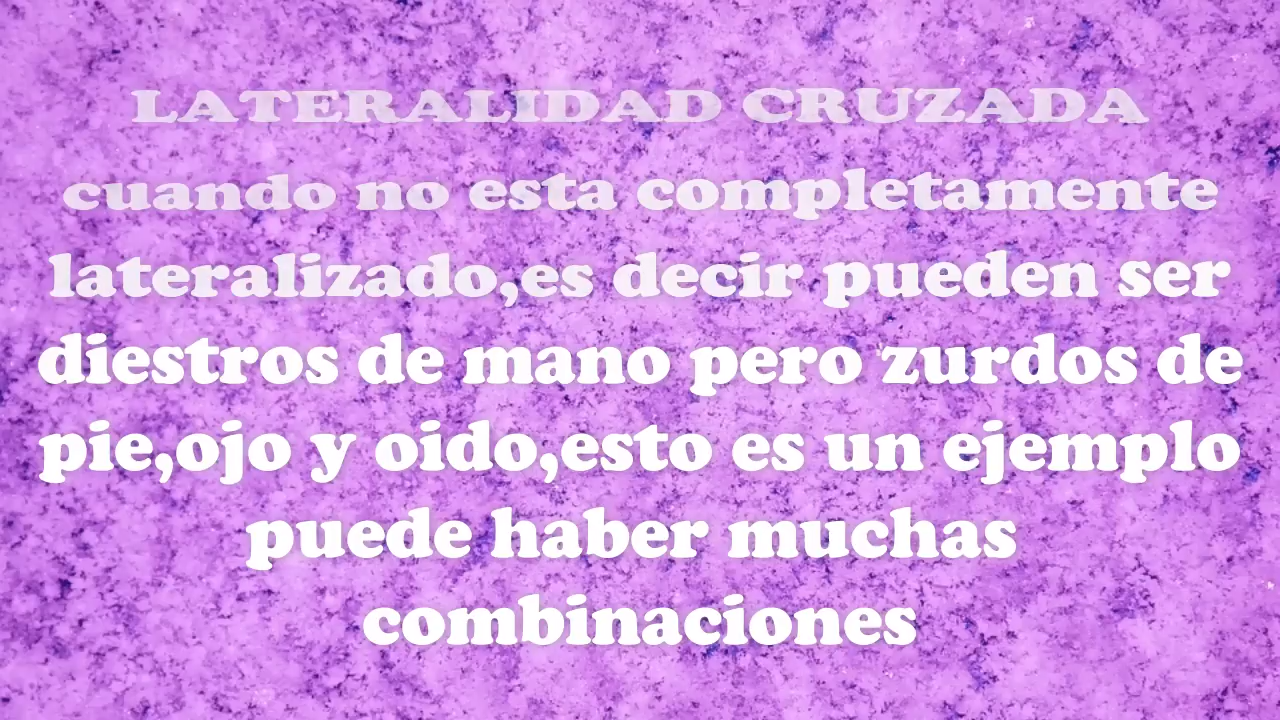 LATERALIDAD CRUZADA
cuando no esta completamente
lateralizado,es decir pueden ser
diestros de mano pero zurdos de
pie,ojo y oido,esto es un ejemplo
puede haber muchas
combinaciones